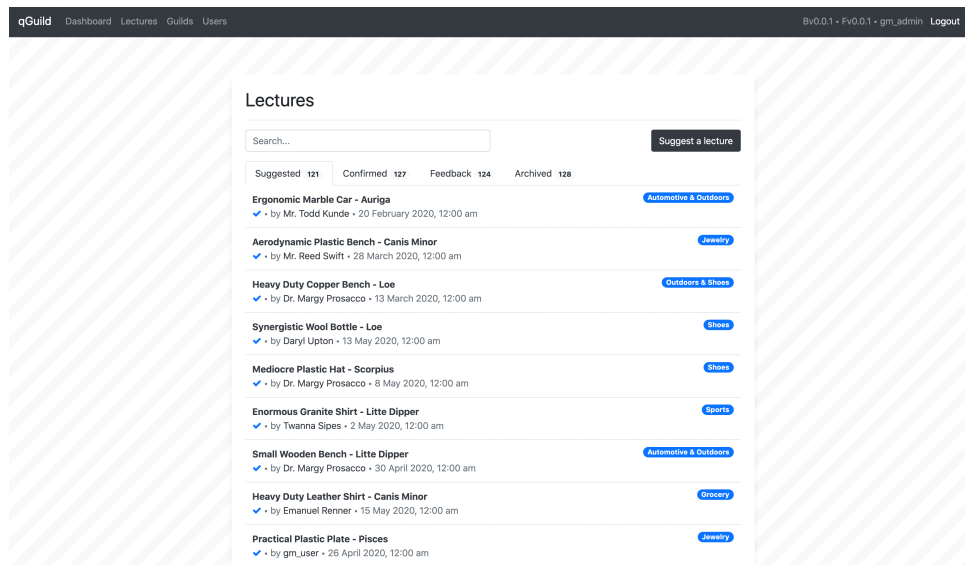 qGuild Dashboard Lectures Guilds Users Bv0.0.1 • Fv0.0.1 • gm_admin Logout
Lectures
Search... Suggest a lecture
Suggested 121 Confirmed 127 Feedback 124 Archived 128
Ergonomic Marble Car - Auriga Automotive & Outdoors
• by Mr. Todd Kunde • 20 February 2020, 12:00 am
Aerodynamic Plastic Bench - Canis Minor Jewelry
• by Mr. Reed Swift • 28 March 2020, 12:00 am
Heavy Duty Copper Bench - Loe Outdoors & Shoes
• by Dr. Margy Prosacco • 13 March 2020, 12:00 am
Synergistic Wool Bottle - Loe Shoes
• by Daryl Upton • 13 May 2020, 12:00 am
Mediocre Plastic Hat - Scorpius Shoes
• by Dr. Margy Prosacco • 8 May 2020, 12:00 am
Enormous Granite Shirt - Litte Dipper Sports
• by Twanna Sipes • 2 May 2020, 12:00 am
Small Wooden Bench - Litte Dipper Automotive & Outdoors
• by Dr. Margy Prosacco • 30 April 2020, 12:00 am
Heavy Duty Leather Shirt - Canis Minor Grocery
• by Emanuel Renner • 15 May 2020, 12:00 am
Practical Plastic Plate - Pisces Jewelry
• by gm_user • 26 April 2020, 12:00 am